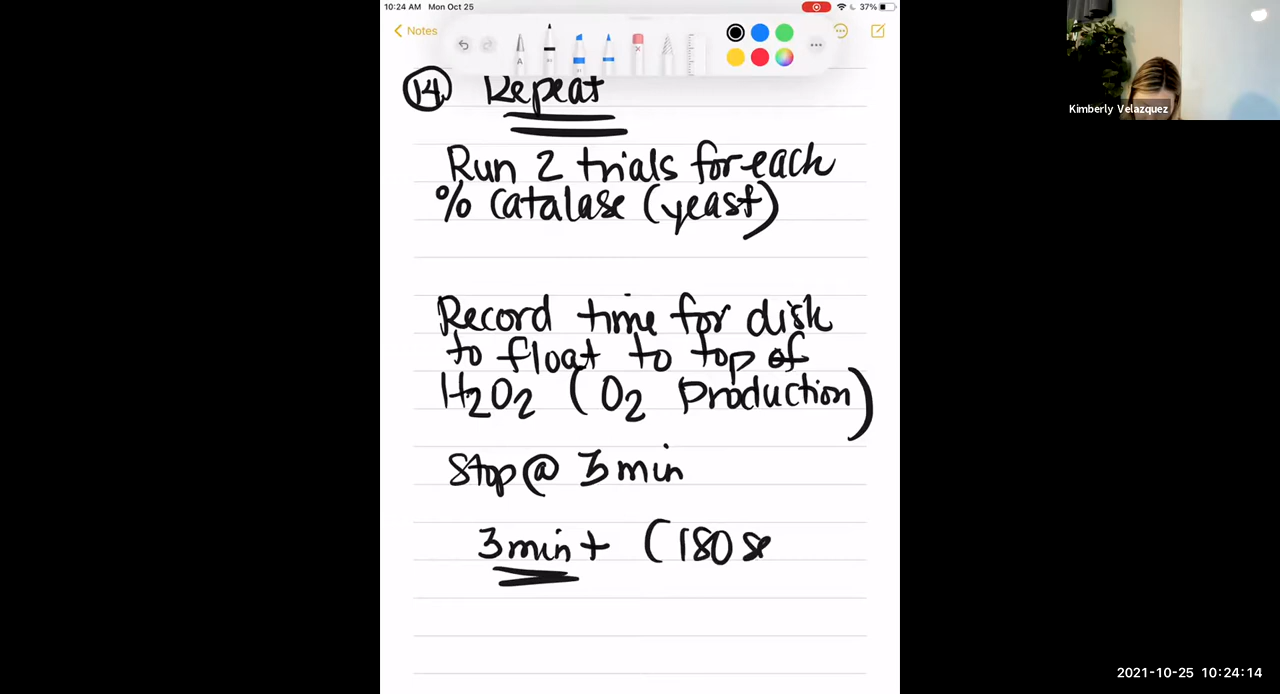 10:24 AM Mon Oct 25
37%
Notes
A
14 Repeat
Run 2 trials for each
% catalase (yeast)
Record time for disk
to float to top of
H2O2 (O2 production)
Stop @ 3 min
3 min + (180 se
Kimberly Velazquez
2021-10-25 10:24:14